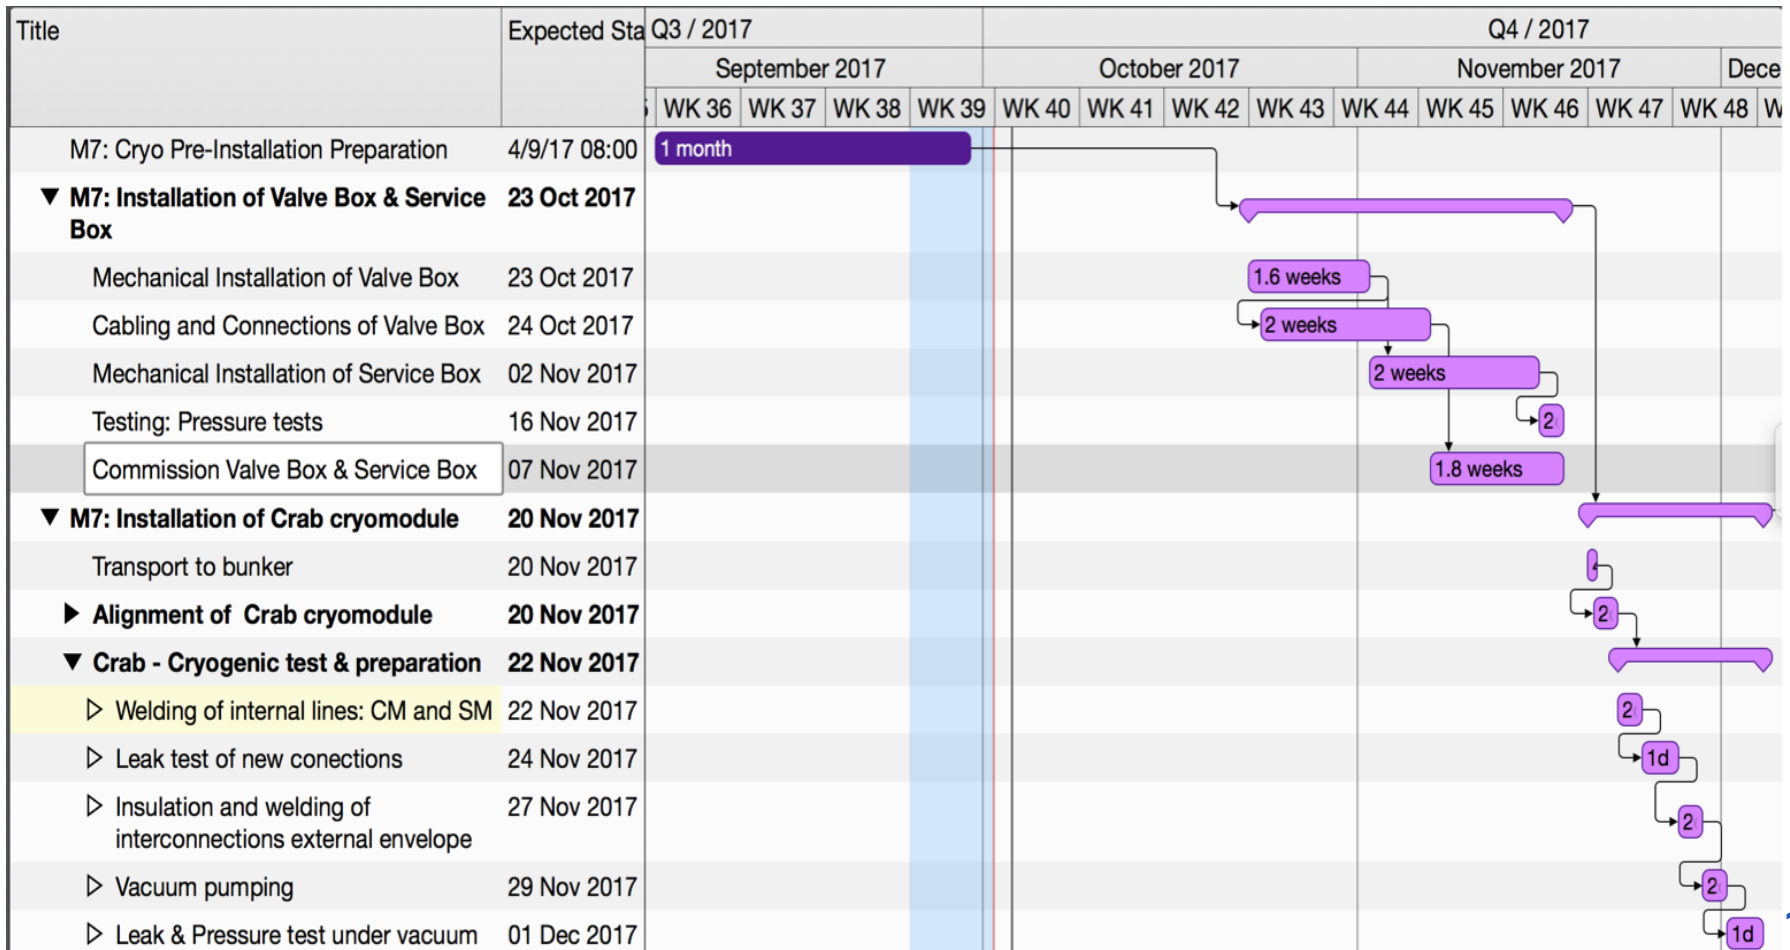 Title Expected Sta Q3 / 2017 Q4 / 2017
September 2017 October 2017 November 2017 Dece
WK 36 WK 37 WK 38 WK 39 WK 40 WK 41 WK 42 WK 43 WK 44 WK 45 WK 46 WK 47 WK 48 W
M7: Cryo Pre-Installation Preparation 4/9/17 08:00 1 month
M7: Installation of Valve Box & Service 23 Oct 2017
Box
Mechanical Installation of Valve Box 23 Oct 2017 1.6 weeks
Cabling and Connections of Valve Box 24 Oct 2017 2 weeks
Mechanical Installation of Service Box 02 Nov 2017 2 weeks
Testing: Pressure tests 16 Nov 2017 2
Commission Valve Box & Service Box 07 Nov 2017 1.8 weeks
M7: Installation of Crab cryomodule 20 Nov 2017
Transport to bunker 20 Nov 2017
Alignment of Crab cryomodule 20 Nov 2017 2
Crab - Cryogenic test & preparation 22 Nov 2017
Welding of internal lines: CM and SM 22 Nov 2017 2
Leak test of new conections 24 Nov 2017 1d
Insulation and welding of 27 Nov 2017 2
interconnections external envelope
Vacuum pumping 29 Nov 2017 2
Leak & Pressure test under vacuum 01 Dec 2017 1d